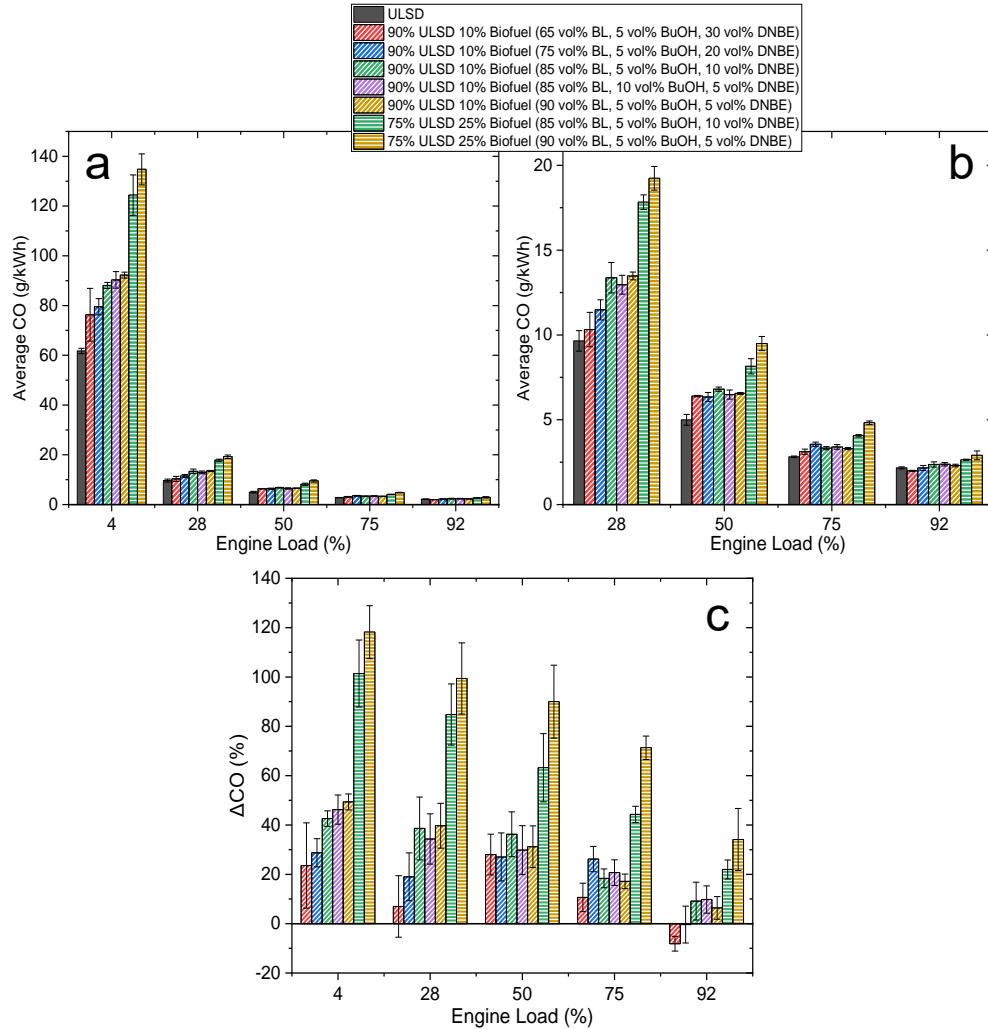 ULSD
90% ULSD 10% Biofuel (65 vol% BL, 5 vol% BuOH, 30 vol% DNBE)
90% ULSD 10% Biofuel (75 vol% BL, 5 vol% BuOH, 20 vol% DNBE)
90% ULSD 10% Biofuel (85 vol% BL, 5 vol% BuOH, 10 vol% DNBE)
90% ULSD 10% Biofuel (85 vol% BL, 10 vol% BuOH, 5 vol% DNBE)
90% ULSD 10% Biofuel (90 vol% BL, 5 vol% BuOH, 5 vol% DNBE)
75% ULSD 25% Biofuel (85 vol% BL, 5 vol% BuOH, 10 vol% DNBE)
75% ULSD 25% Biofuel (90 vol% BL, 5 vol% BuOH, 5 vol% DNBE)
a
Average CO (g/kWh)
140
120
100
80
60
40
20
0
4 28 50 75 92
Engine Load (%)
b
Average CO (g/kWh)
20
15
10
5
0
28 50 75 92
Engine Load (%)
c
ΔCO (%)
140
120
100
80
60
40
20
0
-20
4 28 50 75 92
Engine Load (%)